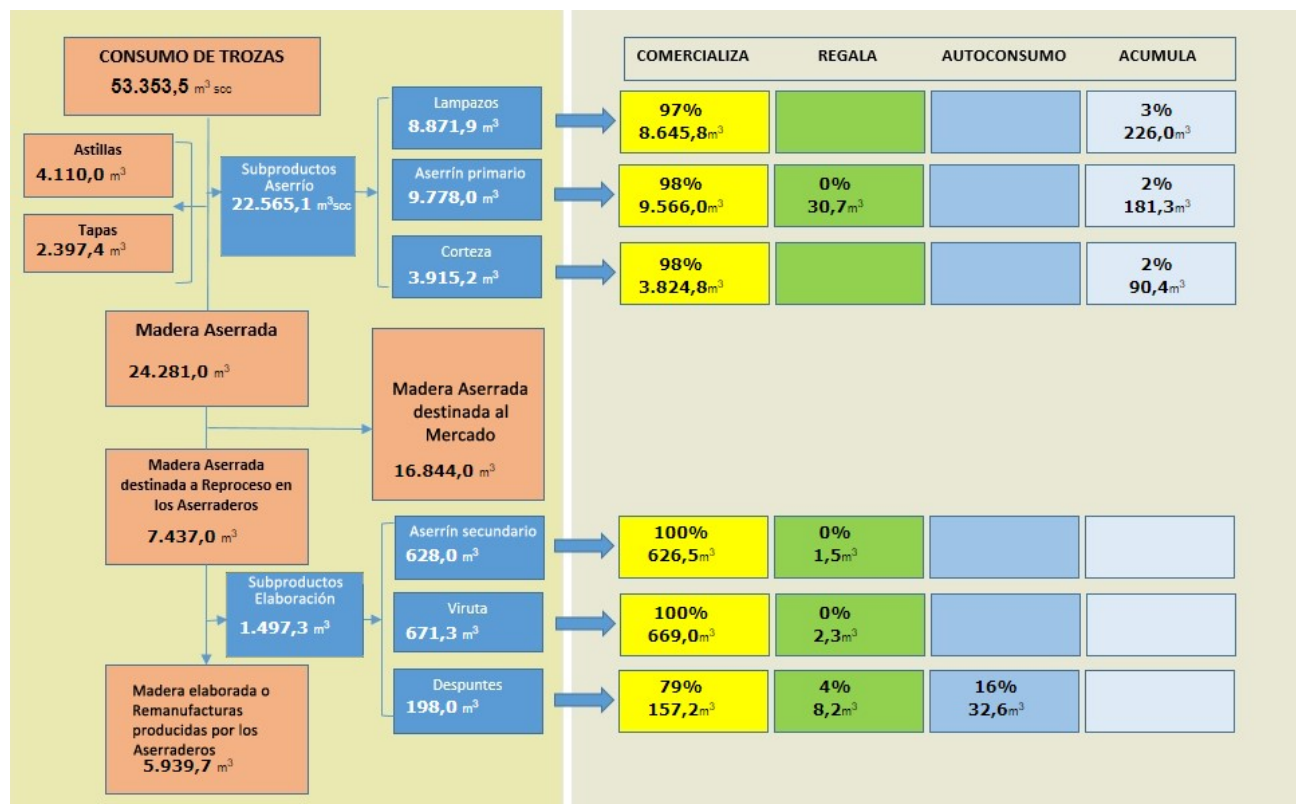 CONSUMO DE TROZAS
53.353,5 m³ scc
Astillas
4.110,0 m³
Tapas
2.397,4 m³
Subproductos
Aserrío
22.565,1 m³scc
Lampazos
8.871,9 m³
Aserrín primario
9.778,0 m³
Corteza
3.915,2 m³
Madera Aserrada
24.281,0 m³
Madera Aserrada
destinada al
Mercado
16.844,0 m³
Madera Aserrada
destinada a Reproceso en
los Aserraderos
7.437,0 m³
Subproductos
Elaboración
1.497,3 m³
Aserrín secundario
628,0 m³
Viruta
671,3 m³
Despuntes
198,0 m³
Madera elaborada o
Remanufacturas
producidas por los
Aserraderos
5.939,7 m³
COMERCIALIZA REGALA AUTOCONSUMO ACUMULA
97% 3%
8.645,8m³ 226,0m³
98% 0% 2%
9.566,0m³ 30,7m³ 181,3m³
98% 2%
3.824,8m³ 90,4m³
100% 0%
626,5m³ 1,5m³
100% 0%
669,0m³ 2,3m³
79% 4% 16%
157,2m³ 8,2m³ 32,6m³